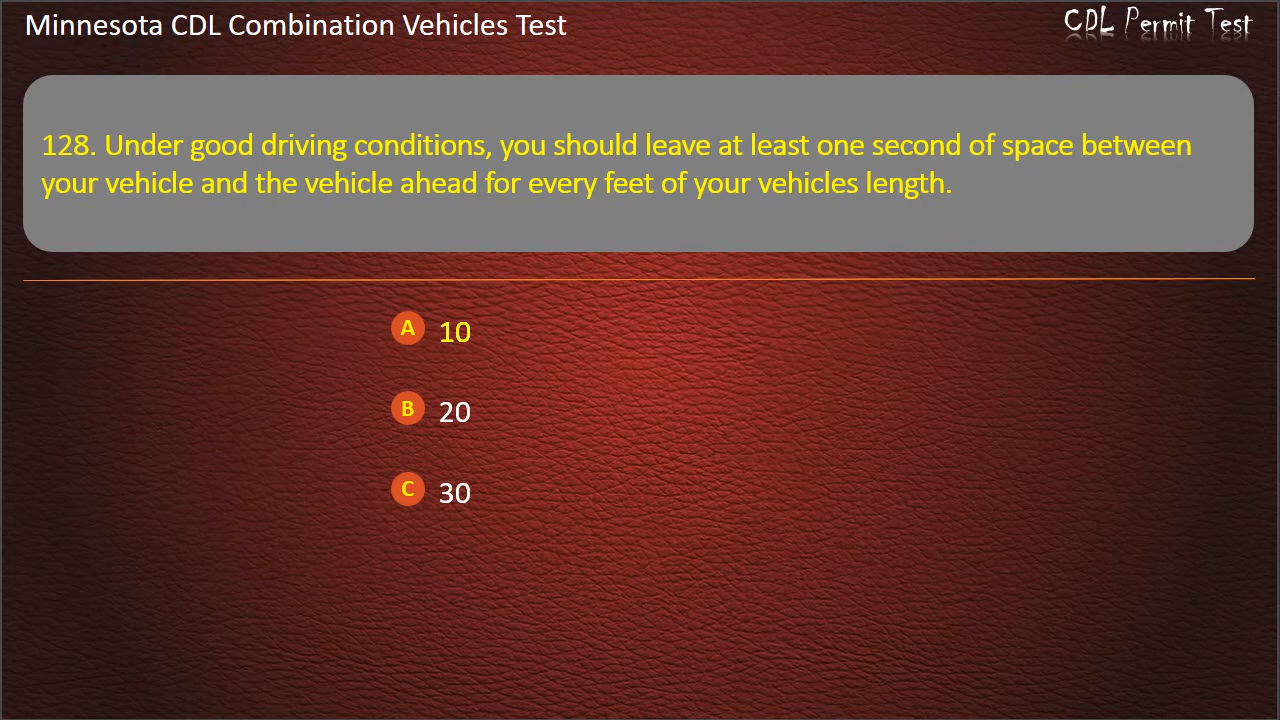 Minnesota CDL Combination Vehicles Test
CDL Permit Test
128. Under good driving conditions, you should leave at least one second of space between
your vehicle and the vehicle ahead for every feet of your vehicles length.
A 10
B 20
C 30